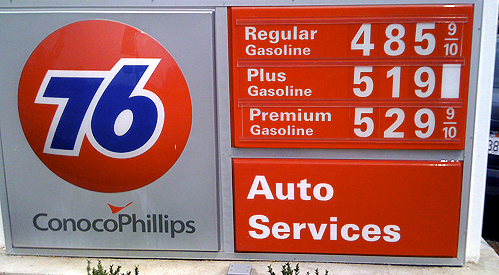 76
ConocoPhillips
Regular
Gasoline
485 9/10
Plus
Gasoline
519
Premium
Gasoline
529 9/10
Auto
Services